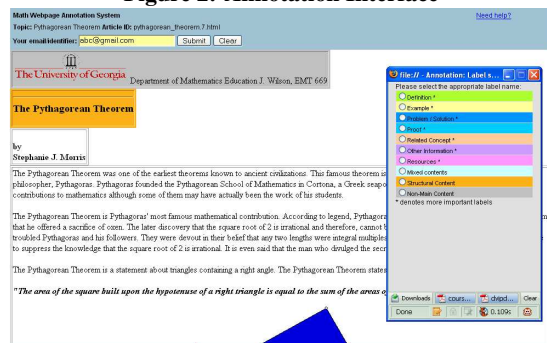 Figure 2: Annotation Interface
Math Webpage Annotation System
Need help?
Topic: Pythagorean Theorem Article ID: pythagorean_theorem.7.html
Your email identifier: abc@gmail.com Submit Clear
The University of Georgia Department of Mathematics Education J. Wilson, EMT 669
The Pythagorean Theorem
by
Stephanie J. Morris
The Pythagorean Theorem was one of the earliest theorems known to ancient civilizations. This famous theorem is
philosopher, Pythagoras. Pythagoras founded the Pythagorean School of Mathematics in Cortona, a Greek seapo
contributions to mathematics although some of them may have actually been the work of his students.
The Pythagorean Theorem is Pythagoras' most famous mathematical contribution. According to legend, Pythagora
that he offered a sacrifice of oxen. The later discovery that the square root of 2 is irrational and therefore, cannot b
troubled Pythagoras and his followers. They were devout in their belief that any two lengths were integral multiples
to suppress the knowledge that the square root of 2 is irrational. It is even said that the man who divulged the secr
The Pythagorean Theorem is a statement about triangles containing a right angle. The Pythagorean Theorem states
"The area of the square built upon the hypotenuse of a right triangle is equal to the sum of the areas o
file:// - Annotation: Label s...
Please select the appropriate label name:
Definition *
Example *
Problem / Solution *
Proof *
Related Concept *
Other Information *
Resources *
Mixed contents
Structural Content
Non-Main Content
* denotes more important labels
Downloads cours... dvipd... Clear
Done 0.109s